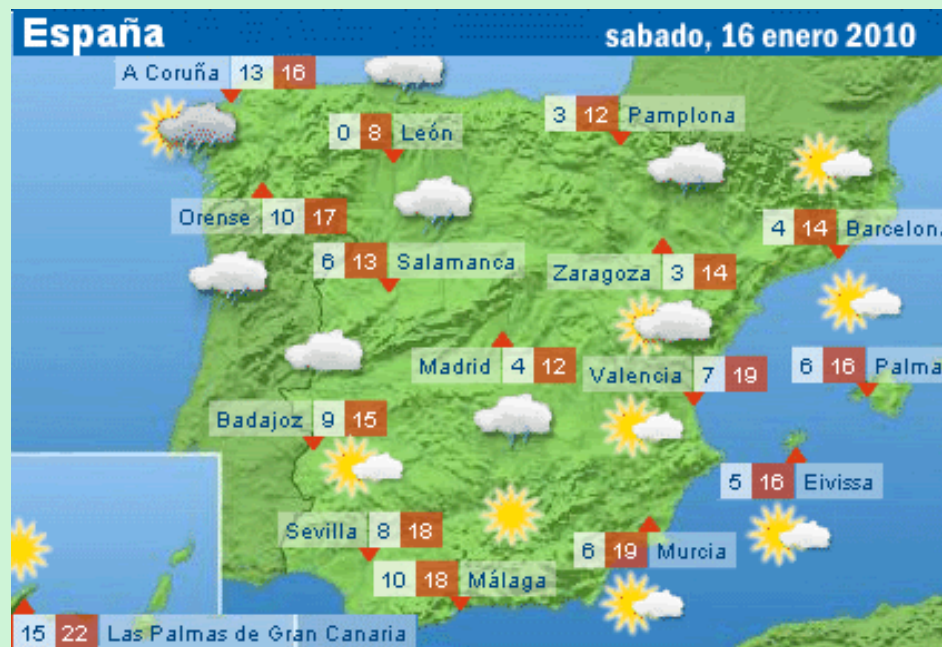 España
sabado, 16 enero 2010
A Coruña 13 16
3 12 Pamplona
0 8 León
Orense 10 17
4 14 Barcelona
6 13 Salamanca
Zaragoza 3 14
Madrid 4 12
Valencia 7 19
6 16 Palma
Badajoz 9 15
5 16 Eivissa
Sevilla 8 18
6 19 Murcia
10 18 Málaga
15 22 Las Palmas de Gran Canaria